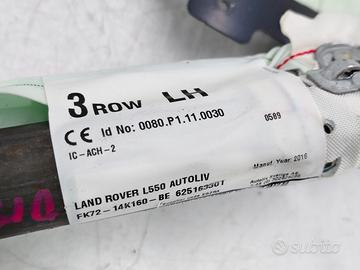 3 ROW LH
CE Id No: 0080.P1.11.0030
0589
IC-ACH-2
Manuf Year 2016
LAND ROVER L550 AUTOLIV
FK72-14K160-BE
subito